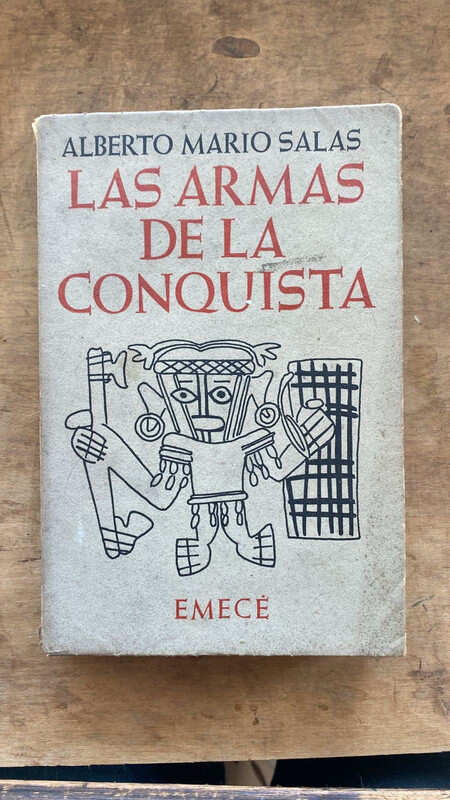 ALBERTO MARIO SALAS
LAS ARMAS
DE LA
CONQUISTA
EMECÉ